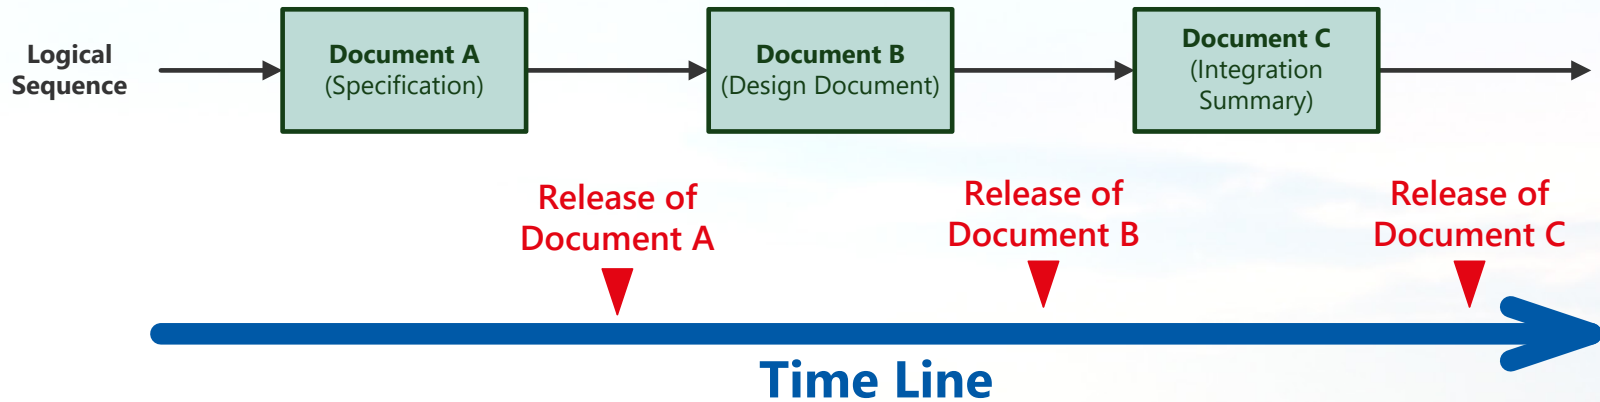 Logical
Sequence
Document A
(Specification)
Document B
(Design Document)
Document C
(Integration
Summary)
Release of
Document A
Release of
Document B
Release of
Document C
Time Line